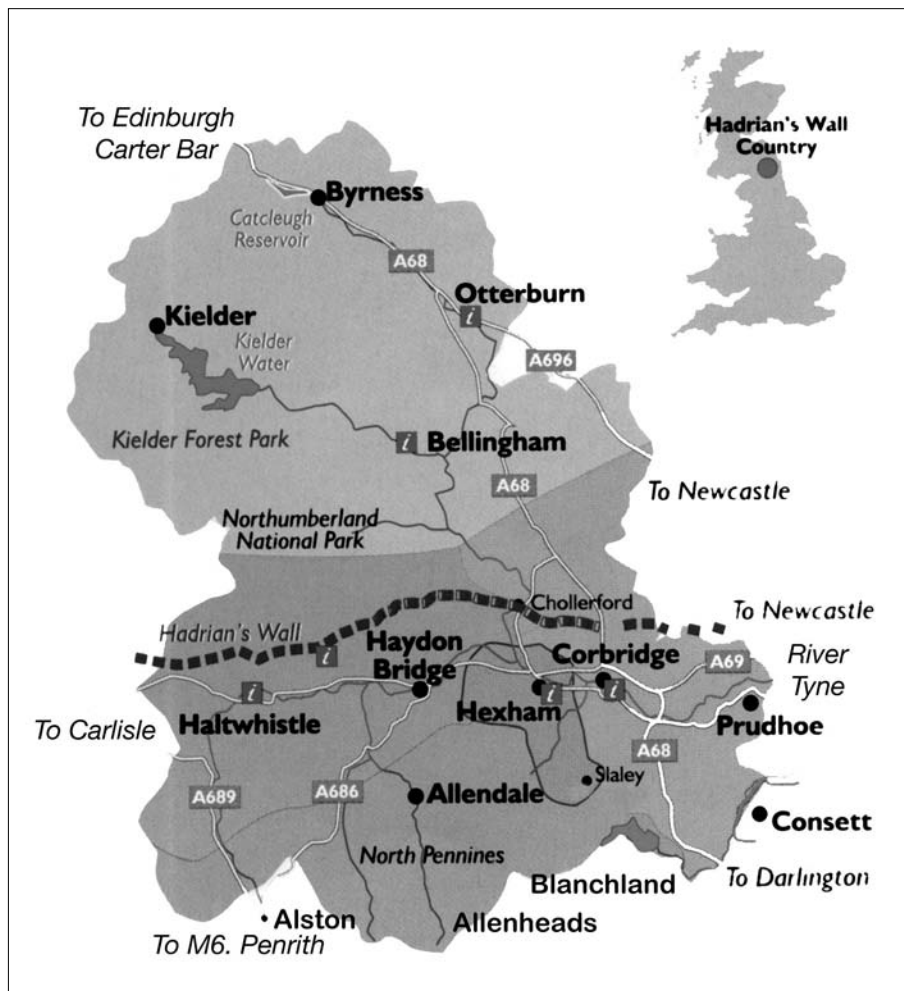 To Edinburgh
Carter Bar
Hadrian's Wall
Country
Byrness
Catcleugh
Reservoir
A68
Otterburn
i
Kielder
Kielder
Water
A696
Kielder Forest Park
i
Bellingham
A68
To Newcastle
Northumberland
National Park
Chollerford
To Newcastle
Hadrian's Wall
i
Haydon
Bridge
Corbridge
A69
River
Tyne
i
Haltwhistle
Hexham
i
i
Prudhoe
To Carlisle
A68
Slaley
A689
A686
Allendale
Consett
North Pennines
Blanchland
To Darlington
Alston
Allenheads
To M6. Penrith